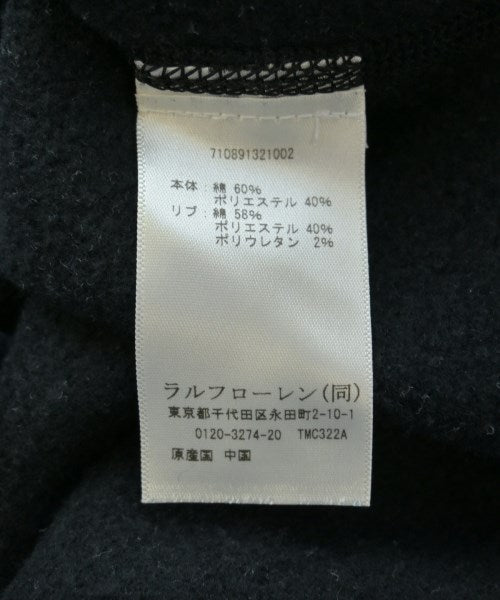 710891321002
本体：綿 60%
ポリエステル 40%
リブ：綿 58%
ポリエステル 40%
ポリウレタン 2%
ラルフローレン(同)
東京都千代田区永田町2-10-1
0120-3274-20 TMC322A
原産国 中国